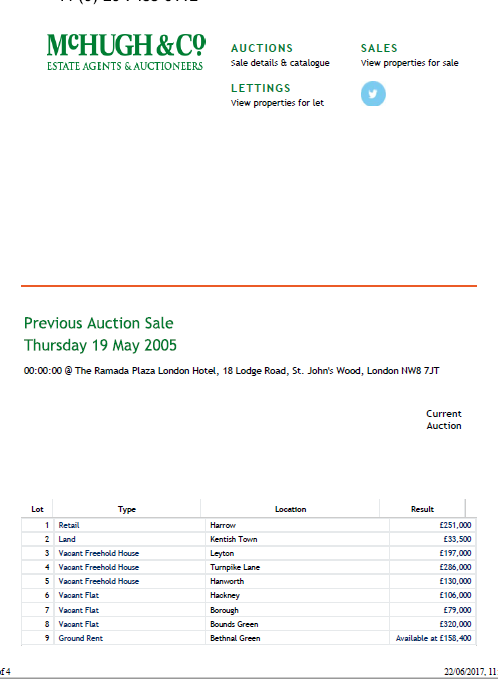 McHUGH & Co
ESTATE AGENTS & AUCTIONEERS
AUCTIONS
Sale details & catalogue
SALES
View properties for sale
LETTINGS
View properties for let
Previous Auction Sale
Thursday 19 May 2005
00:00:00 @ The Ramada Plaza London Hotel, 18 Lodge Road, St. John's Wood, London NW8 7JT
Current
Auction
Lot Type Location Result
1 Retail Harrow £251,000
2 Land Kentish Town £33,500
3 Vacant Freehold House Leyton £197,000
4 Vacant Freehold House Turnpike Lane £286,000
5 Vacant Freehold House Hanworth £130,000
6 Vacant Flat Hackney £106,000
7 Vacant Flat Borough £79,000
8 Vacant Flat Bounds Green £320,000
9 Ground Rent Bethnal Green Available at £158,400
of 4 22/06/2017, 11